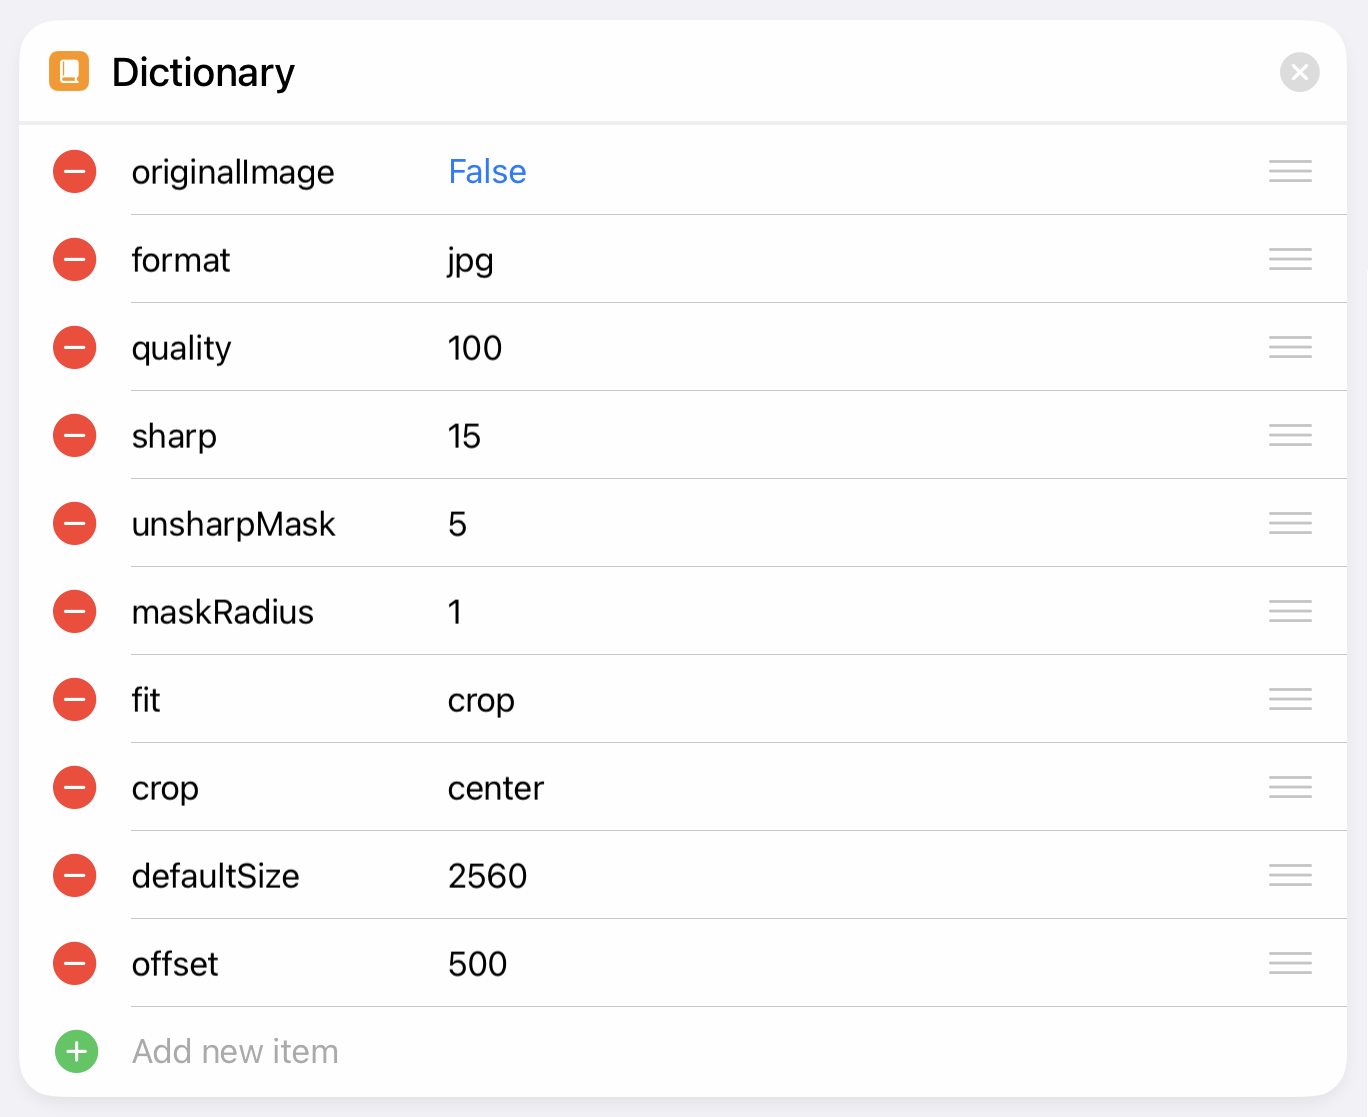 Dictionary
originalImage False
format jpg
quality 100
sharp 15
unsharpMask 5
maskRadius 1
fit crop
crop center
defaultSize 2560
offset 500
Add new item